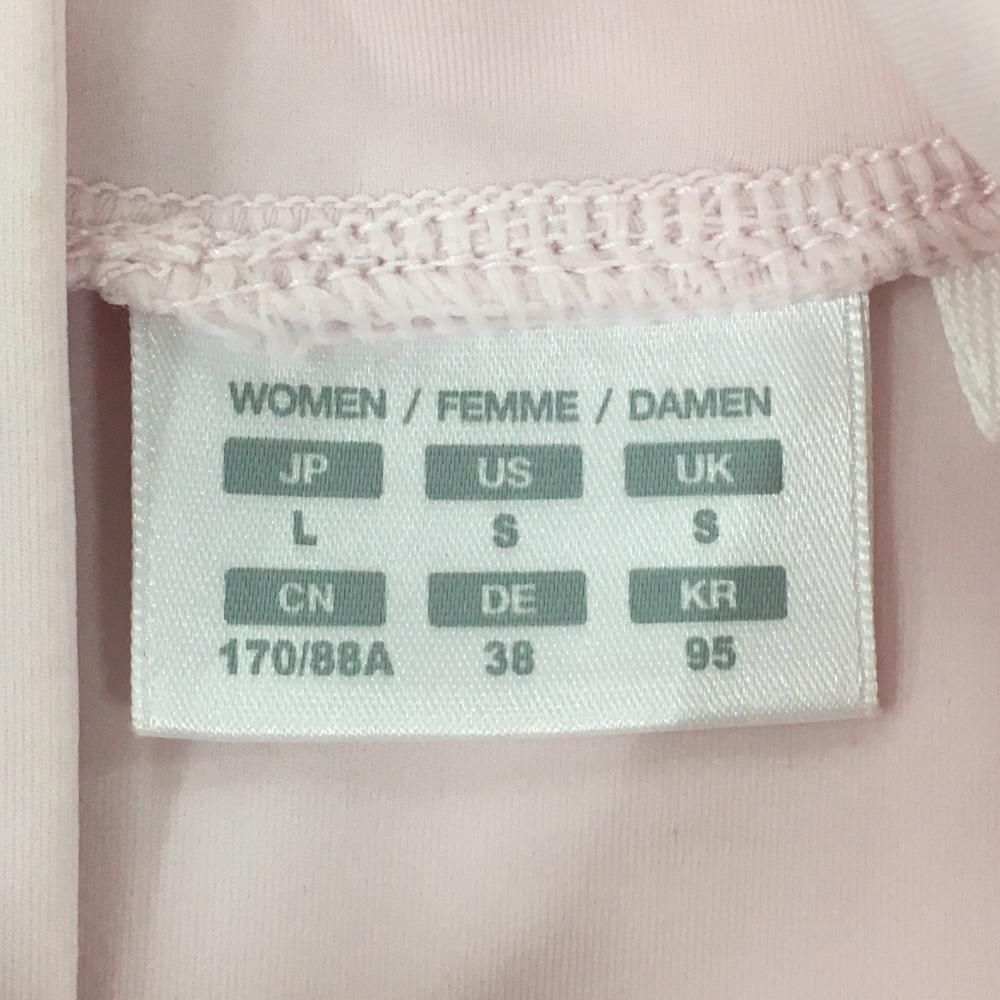 WOMEN / FEMME / DAMEN
JP US UK
L S S
CN DE KR
170/88A 38 95